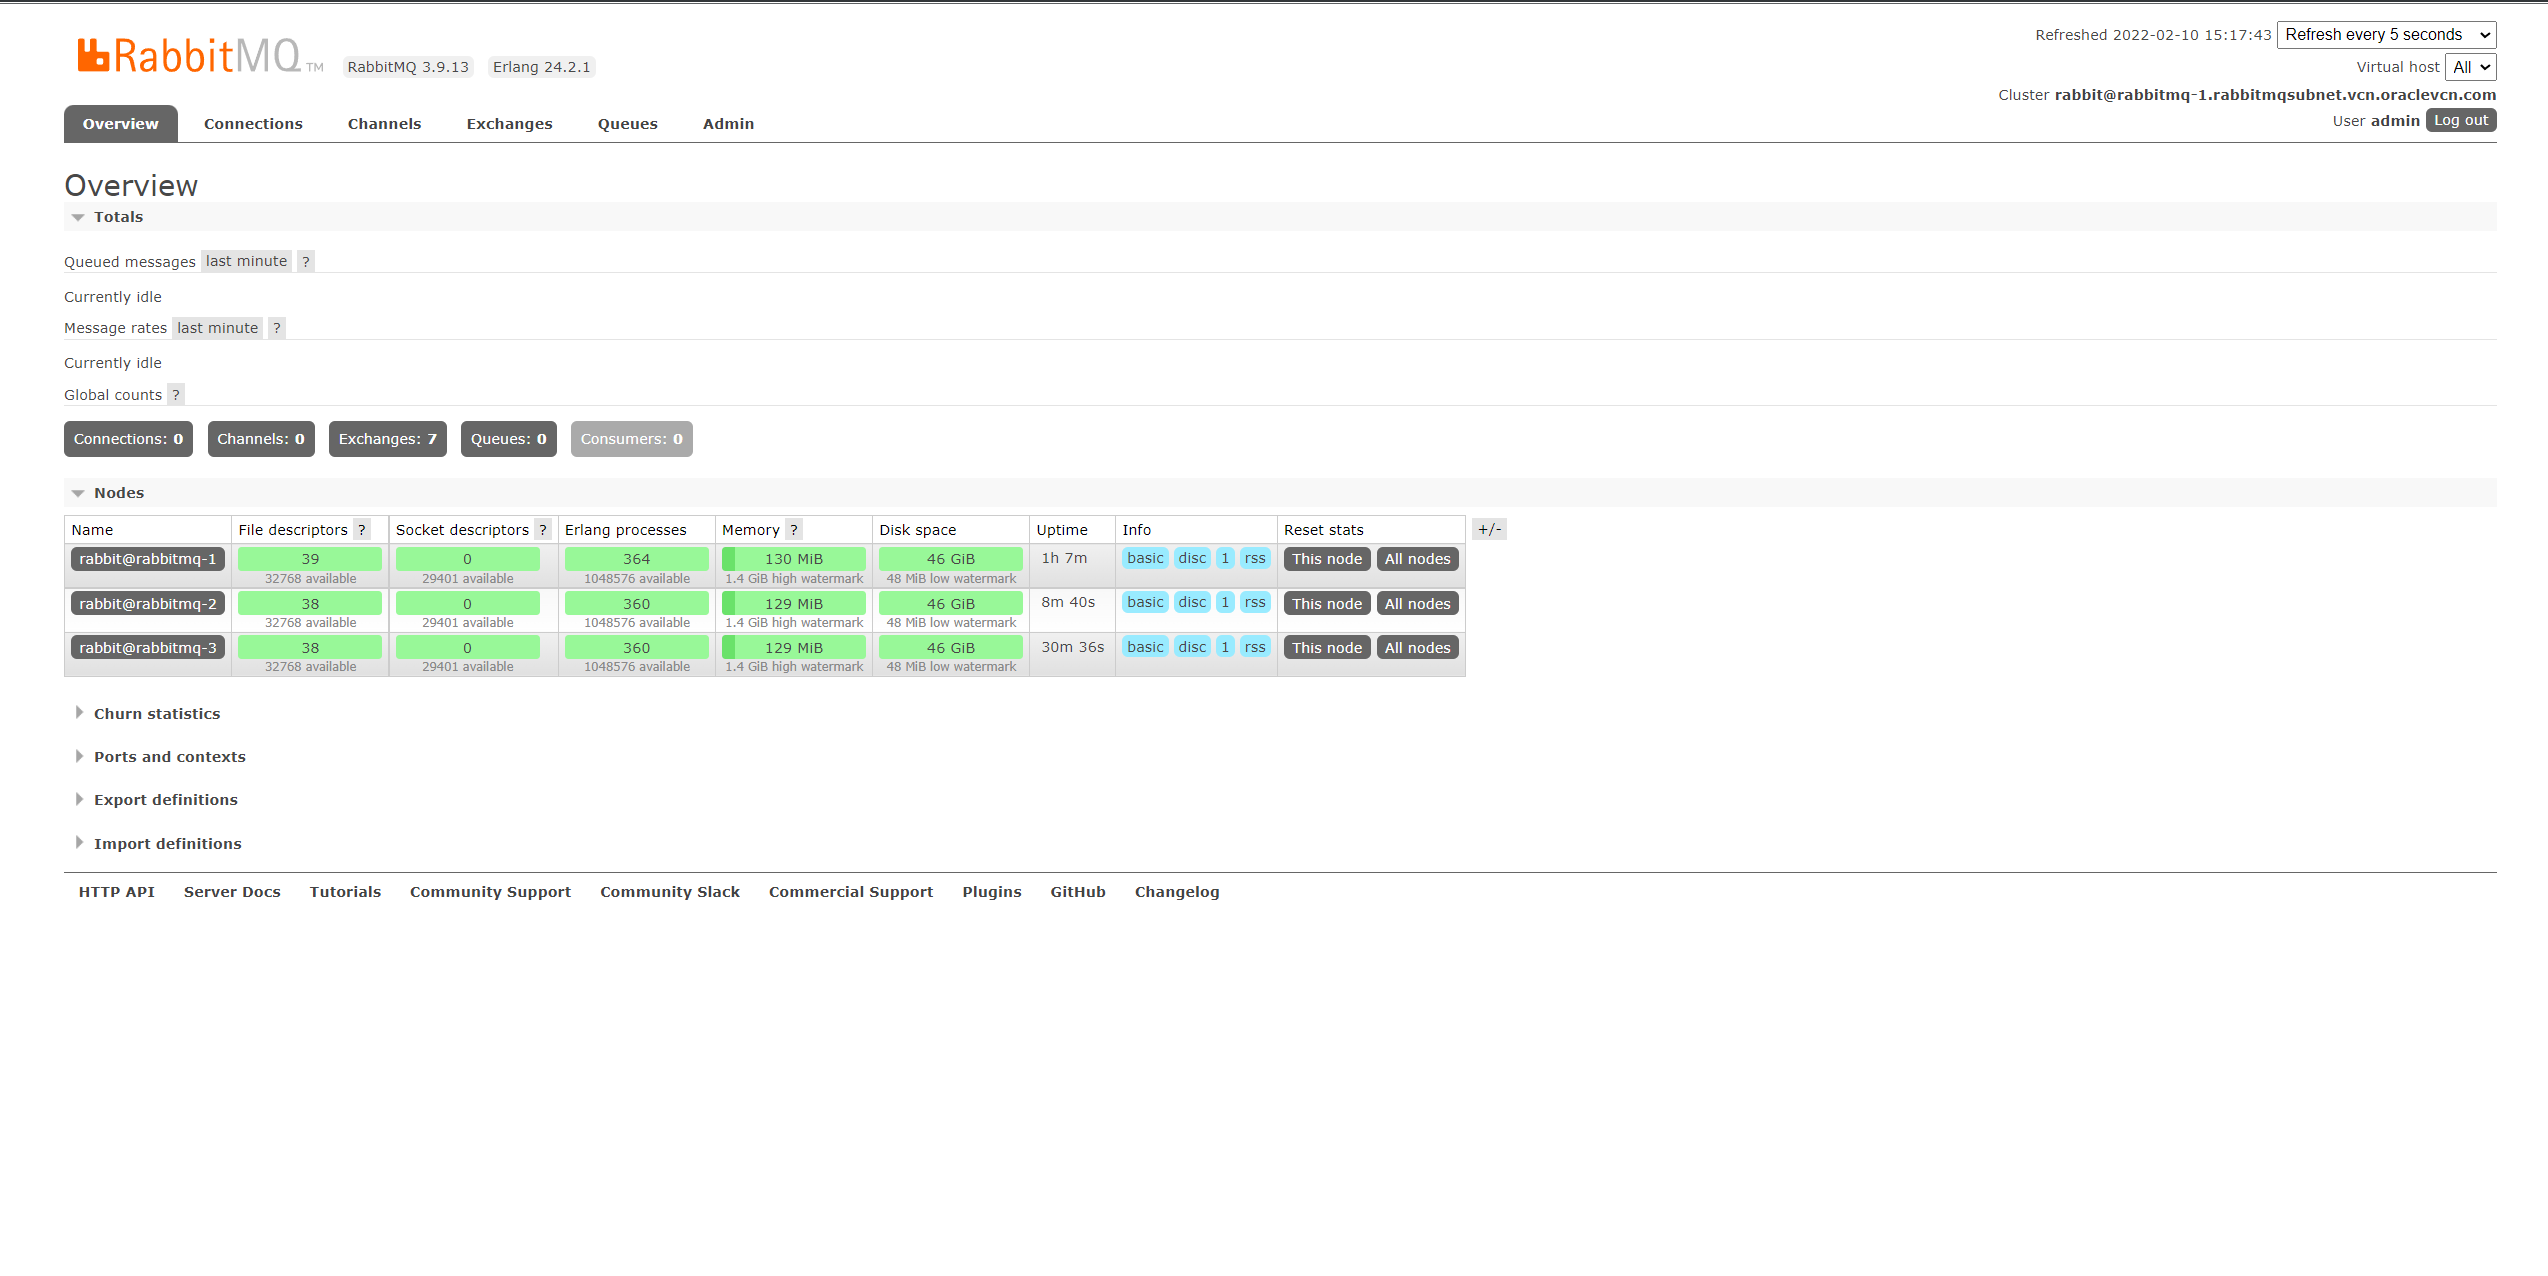 RabbitMQ TM RabbitMQ 3.9.13 Erlang 24.2.1
Refreshed 2022-02-10 15:17:43 Refresh every 5 seconds
Virtual host All
Cluster rabbit@rabbitmq-1.rabbitmqsubnet.vcn.oraclevcn.com
User admin Log out
Overview Connections Channels Exchanges Queues Admin
Overview
Totals
Queued messages last minute ?
Currently idle
Message rates last minute ?
Currently idle
Global counts ?
Connections: 0 Channels: 0 Exchanges: 7 Queues: 0 Consumers: 0
Nodes
Name File descriptors ? Socket descriptors ? Erlang processes Memory ? Disk space Uptime Info Reset stats +/-
rabbit@rabbitmq-1 39 0 364 130 MiB 46 GiB 1h 7m basic disc 1 rss This node All nodes
32768 available 29401 available 1048576 available 1.4 GiB high watermark 48 MiB low watermark
rabbit@rabbitmq-2 38 0 360 129 MiB 46 GiB 8m 40s basic disc 1 rss This node All nodes
32768 available 29401 available 1048576 available 1.4 GiB high watermark 48 MiB low watermark
rabbit@rabbitmq-3 38 0 360 129 MiB 46 GiB 30m 36s basic disc 1 rss This node All nodes
32768 available 29401 available 1048576 available 1.4 GiB high watermark 48 MiB low watermark
Churn statistics
Ports and contexts
Export definitions
Import definitions
HTTP API Server Docs Tutorials Community Support Community Slack Commercial Support Plugins GitHub Changelog